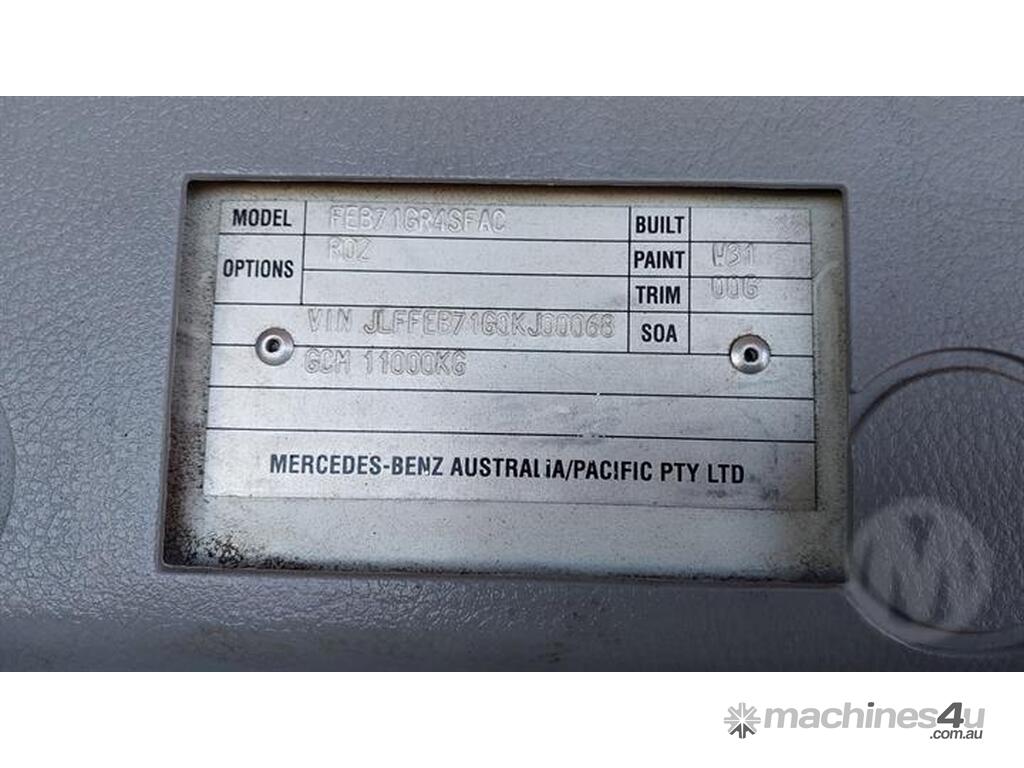 MODEL FEB71GR4SFAC BUILT
OPTIONS RO2 PAINT W31
TRIM 00G
VIN JLFFEB71G0KJ00068 SOA
GCM 11000KG
MERCEDES-BENZ AUSTRALIA/PACIFIC PTY LTD
M
machines4u
.com.au